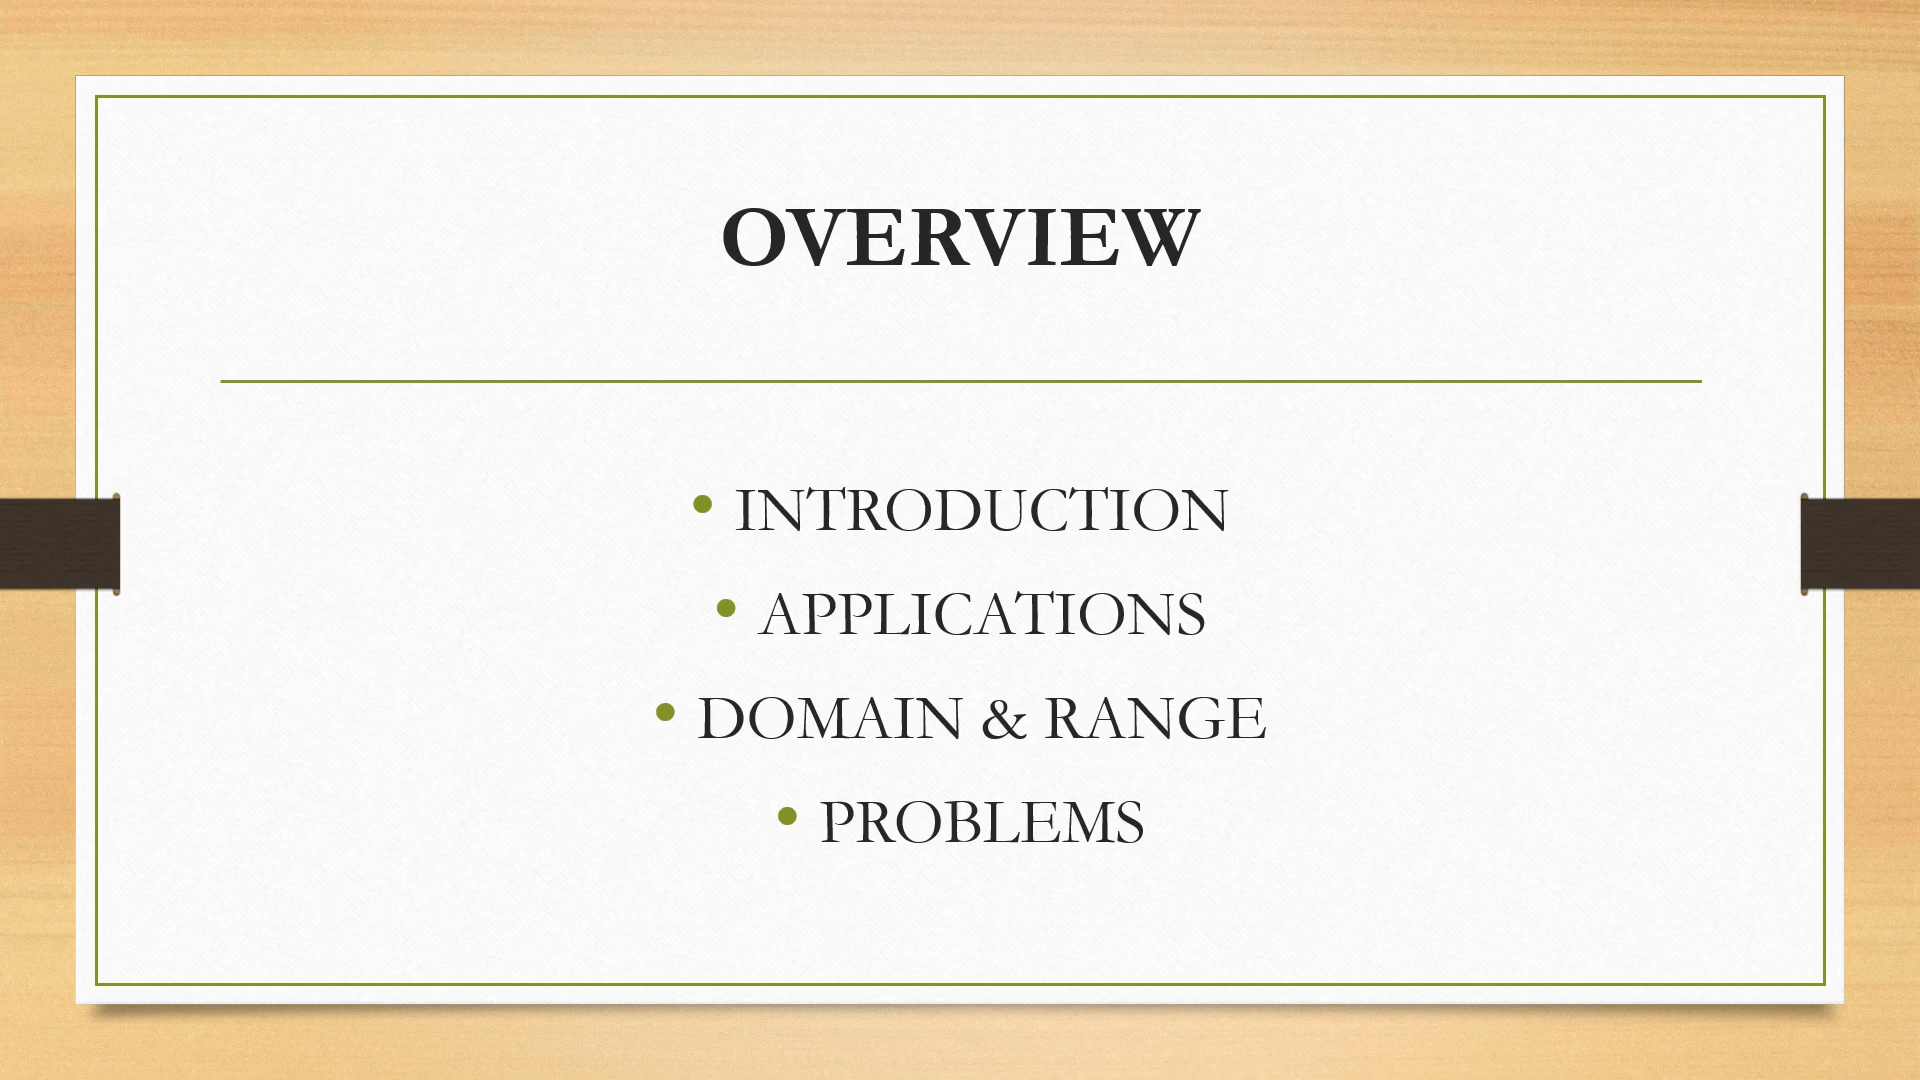 OVERVIEW
• INTRODUCTION
• APPLICATIONS
• DOMAIN & RANGE
• PROBLEMS